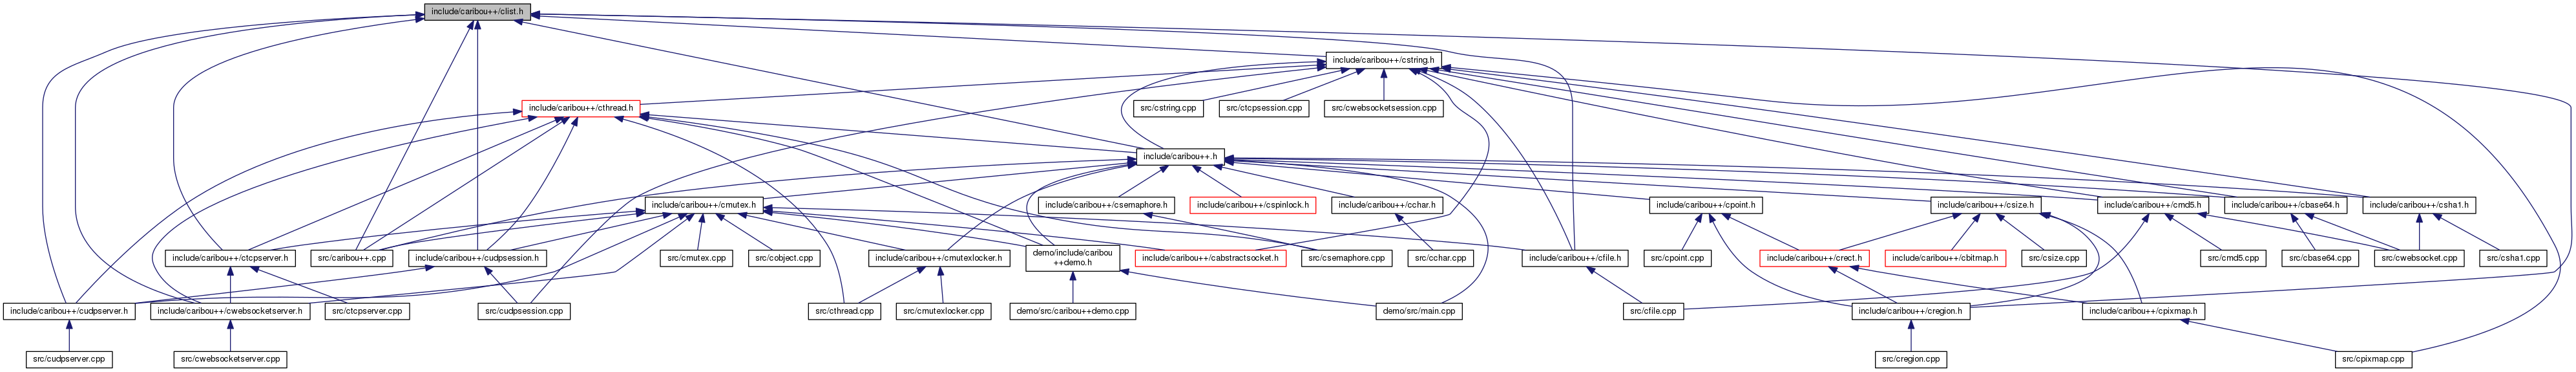 include/caribou++/clist.h
include/caribou++/cstring.h
include/caribou++/cthread.h
src/cstring.cpp
src/ctcpsession.cpp
src/cwebsocketsession.cpp
include/caribou++.h
include/caribou++/cmutex.h
include/caribou++/csemaphore.h
include/caribou++/cspinlock.h
include/caribou++/cchar.h
include/caribou++/cpoint.h
include/caribou++/csize.h
include/caribou++/cmd5.h
include/caribou++/cbase64.h
include/caribou++/csha1.h
include/caribou++/ctcpserver.h
src/caribou++.cpp
include/caribou++/cudpsession.h
src/cmutex.cpp
src/cobject.cpp
include/caribou++/cmutexlocker.h
demo/include/caribou
++demo.h
include/caribou++/cabstractsocket.h
src/csemaphore.cpp
src/cchar.cpp
include/caribou++/cfile.h
src/cpoint.cpp
include/caribou++/crect.h
include/caribou++/cbitmap.h
src/csize.cpp
src/cmd5.cpp
src/cbase64.cpp
src/cwebsocket.cpp
src/csha1.cpp
include/caribou++/cudpserver.h
include/caribou++/cwebsocketserver.h
src/ctcpserver.cpp
src/cudpsession.cpp
src/cthread.cpp
src/cmutexlocker.cpp
demo/src/caribou++demo.cpp
demo/src/main.cpp
src/cfile.cpp
include/caribou++/cregion.h
include/caribou++/cpixmap.h
src/cudpserver.cpp
src/cwebsocketserver.cpp
src/cregion.cpp
src/cpixmap.cpp